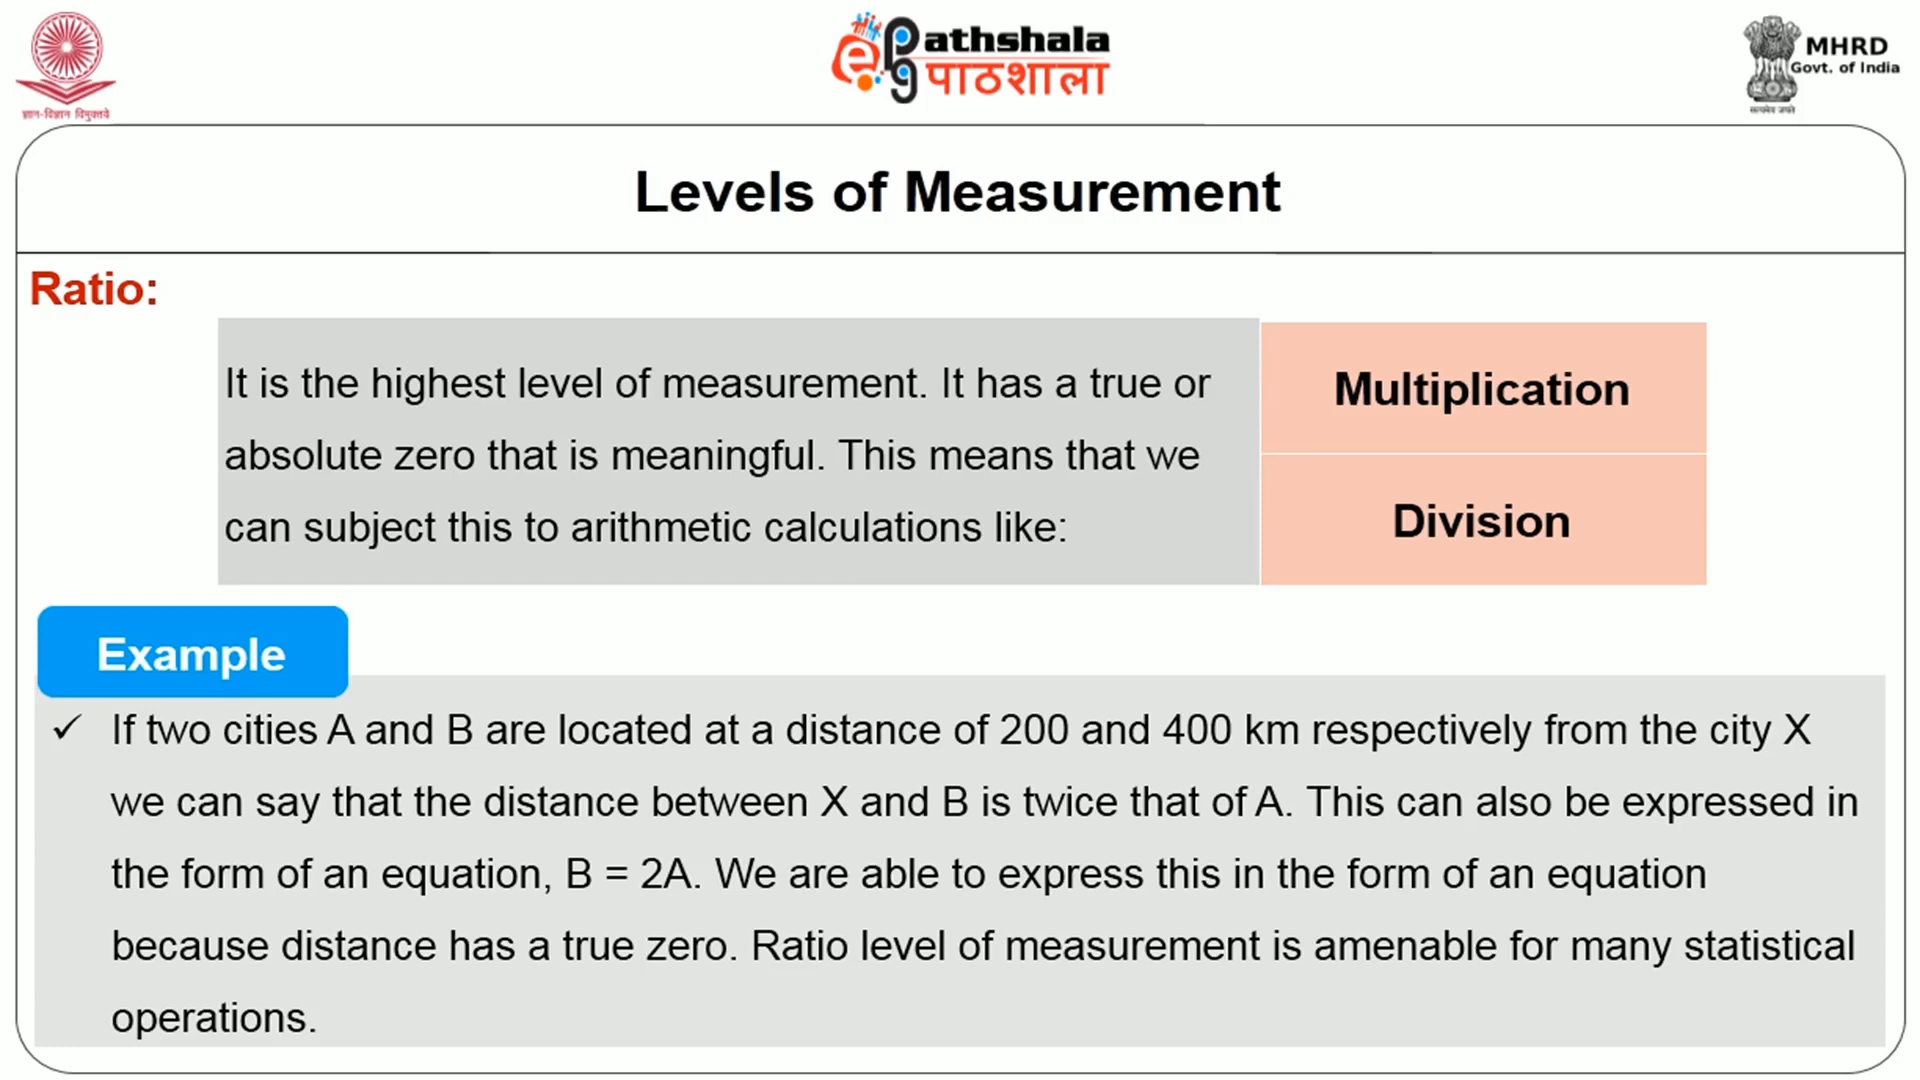 ज्ञान-विज्ञान विमुक्तये
e pg Pathshala
पाठशाला
MHRD
Govt. of India
सत्यमेव जयते
Levels of Measurement
Ratio:
It is the highest level of measurement. It has a true or
absolute zero that is meaningful. This means that we
can subject this to arithmetic calculations like:
Multiplication
Division
Example
✓ If two cities A and B are located at a distance of 200 and 400 km respectively from the city X
we can say that the distance between X and B is twice that of A. This can also be expressed in
the form of an equation, B = 2A. We are able to express this in the form of an equation
because distance has a true zero. Ratio level of measurement is amenable for many statistical
operations.